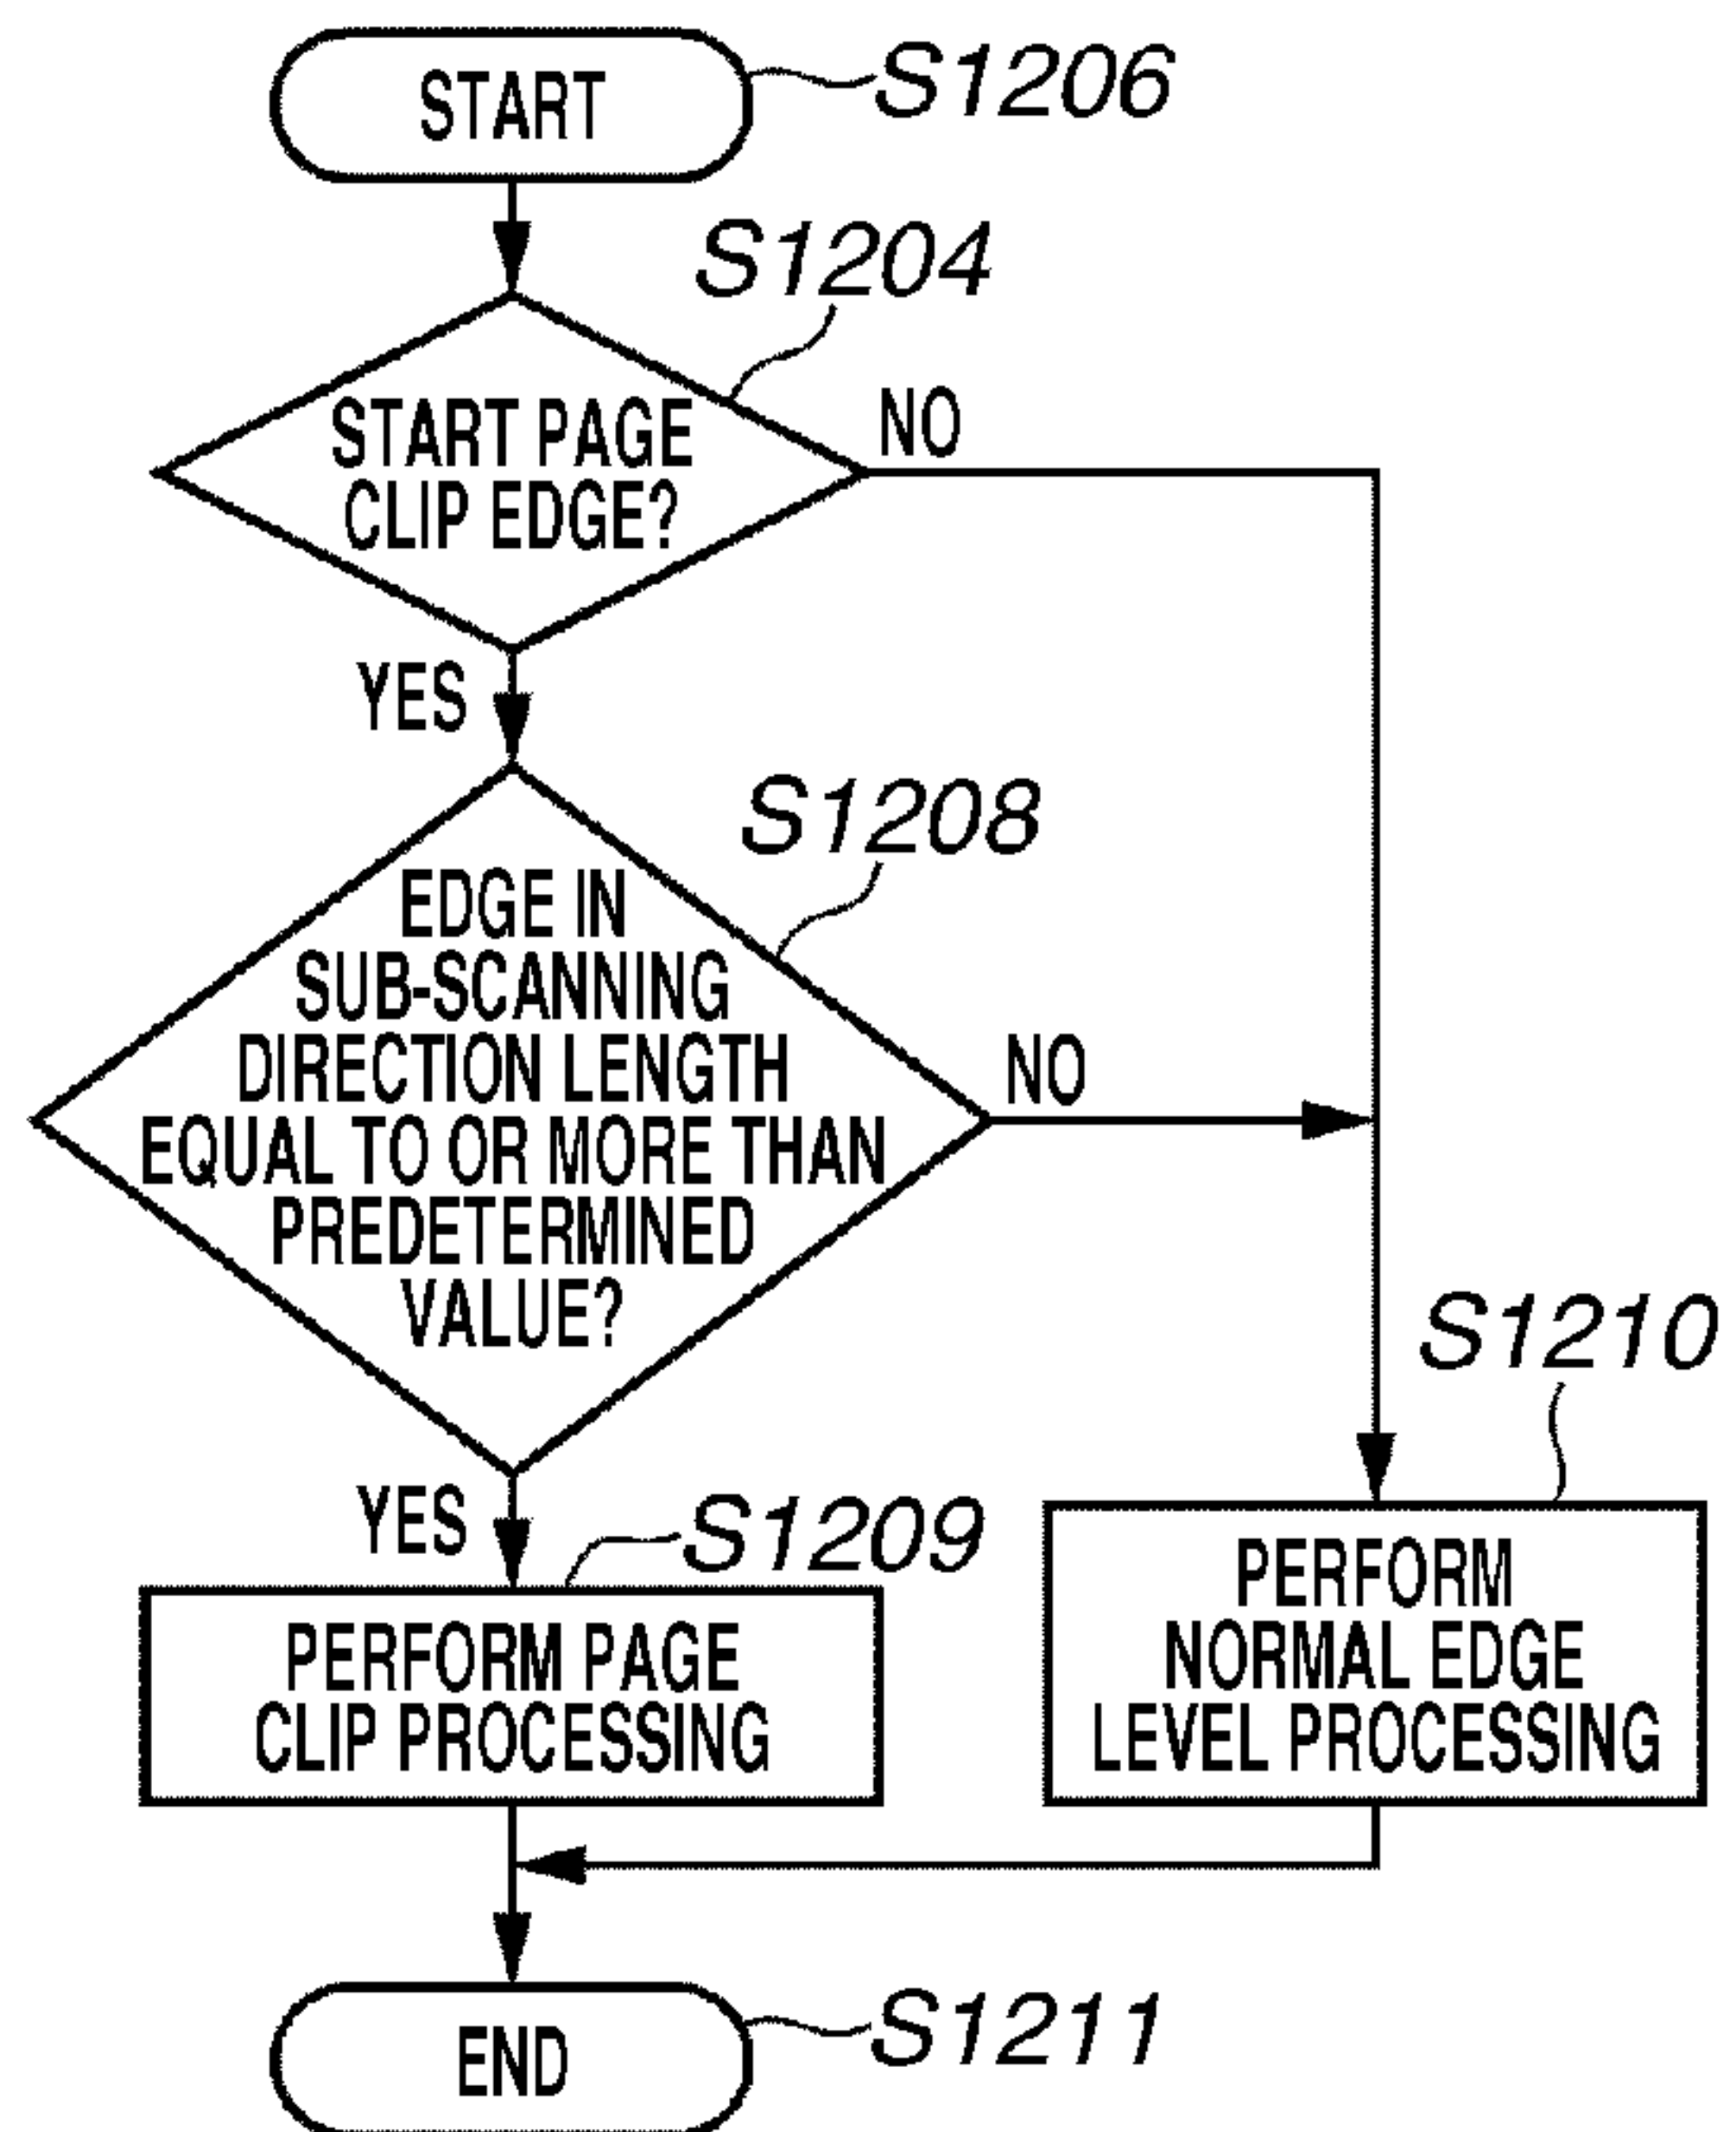 START
S1206
S1204
START PAGE
CLIP EDGE?
NO
YES
S1208
EDGE IN
SUB-SCANNING
DIRECTION LENGTH
EQUAL TO OR MORE THAN
PREDETERMINED
VALUE?
NO
YES
S1209
PERFORM PAGE
CLIP PROCESSING
S1210
PERFORM
NORMAL EDGE
LEVEL PROCESSING
END
S1211